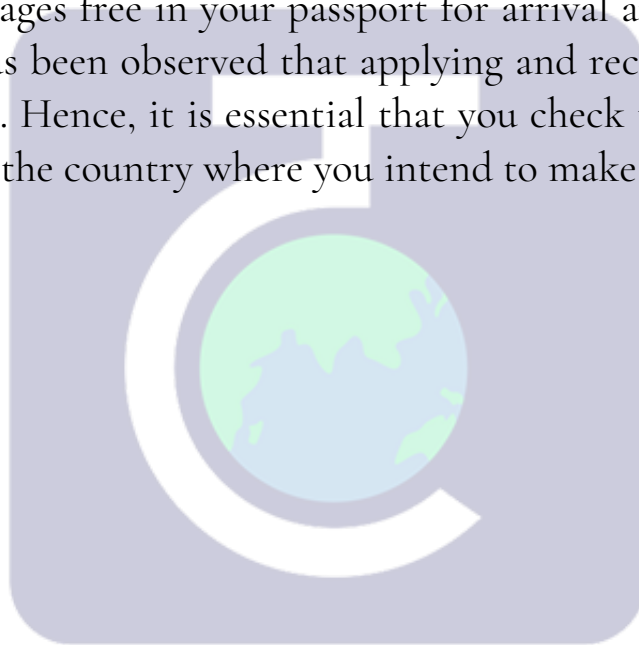 ages free in your passport for arrival a
s been observed that applying and rec
. Hence, it is essential that you check
the country where you intend to make